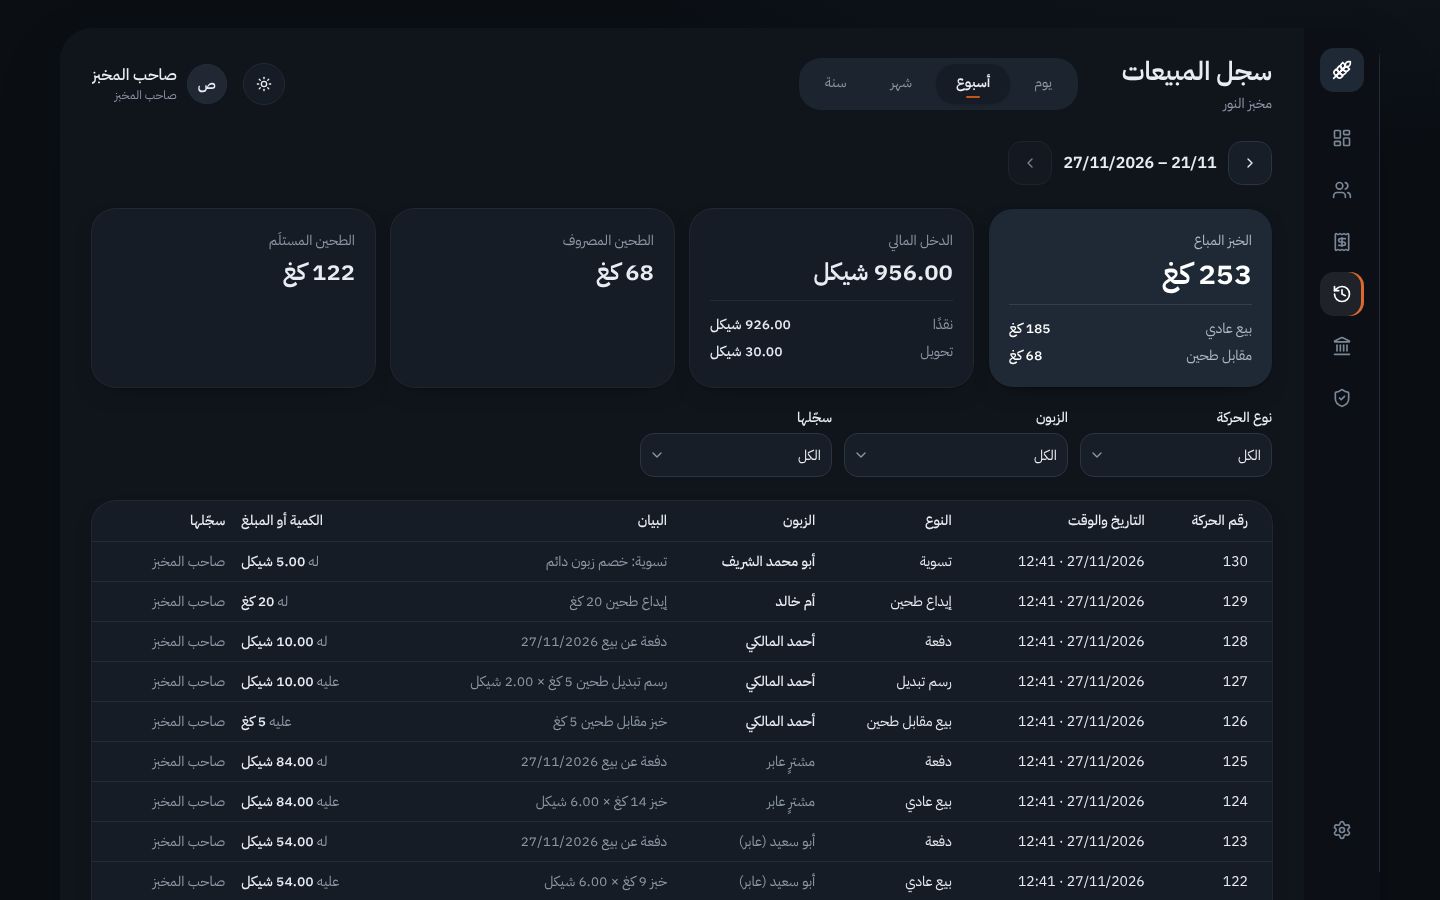 سجل المبيعات
مخبز النور
يوم
أسبوع
شهر
سنة
ص
صاحب المخبز
صاحب المخبز
21/11 – 27/11/2026
الخبز المباع
253 كغ
بيع عادي 185 كغ
مقابل طحين 68 كغ
الدخل المالي
956.00 شيكل
نقدًا 926.00 شيكل
تحويل 30.00 شيكل
الطحين المصروف
68 كغ
الطحين المستلَم
122 كغ
نوع الحركة الزبون سجّلها
الكل الكل الكل
رقم الحركة التاريخ والوقت النوع الزبون البيان الكمية أو المبلغ سجّلها
130 27/11/2026 · 12:41 تسوية أبو محمد الشريف تسوية: خصم زبون دائم له 5.00 شيكل صاحب المخبز
129 27/11/2026 · 12:41 إيداع طحين أم خالد إيداع طحين 20 كغ له 20 كغ صاحب المخبز
128 27/11/2026 · 12:41 دفعة أحمد المالكي دفعة عن بيع 27/11/2026 له 10.00 شيكل صاحب المخبز
127 27/11/2026 · 12:41 رسم تبديل أحمد المالكي رسم تبديل طحين 5 كغ × 2.00 شيكل عليه 10.00 شيكل صاحب المخبز
126 27/11/2026 · 12:41 بيع مقابل طحين أحمد المالكي خبز مقابل طحين 5 كغ عليه 5 كغ صاحب المخبز
125 27/11/2026 · 12:41 دفعة مشترٍ عابر دفعة عن بيع 27/11/2026 له 84.00 شيكل صاحب المخبز
124 27/11/2026 · 12:41 بيع عادي مشترٍ عابر خبز 14 كغ × 6.00 شيكل عليه 84.00 شيكل صاحب المخبز
123 27/11/2026 · 12:41 دفعة أبو سعيد (عابر) دفعة عن بيع 27/11/2026 له 54.00 شيكل صاحب المخبز
122 27/11/2026 · 12:41 بيع عادي أبو سعيد (عابر) خبز 9 كغ × 6.00 شيكل عليه 54.00 شيكل صاحب المخبز